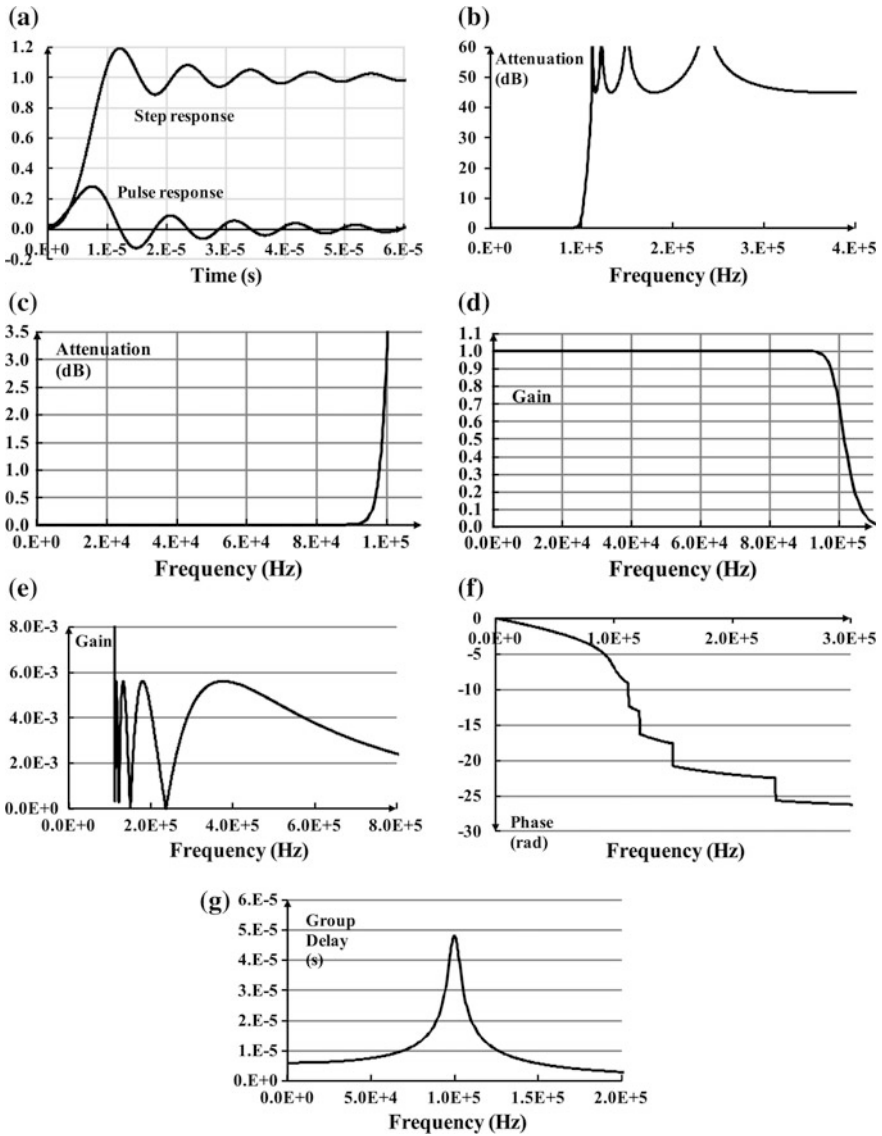 (a)
1.2
1.0
0.8
0.6
0.4
0.2
0.0
-0.2
Step response
Pulse response
0.E+0 1.E-5 2.E-5 3.E-5 4.E-5 5.E-5 6.E-5
Time (s)
(b)
60
50
40
30
20
10
0
Attenuation
(dB)
0.E+0 1.E+5 2.E+5 3.E+5 4.E+5
Frequency (Hz)
(c)
3.5
3.0
2.5
2.0
1.5
1.0
0.5
0.0
Attenuation
(dB)
0.E+0 2.E+4 4.E+4 6.E+4 8.E+4 1.E+5
Frequency (Hz)
(d)
1.1
1.0
0.9
0.8
0.7
0.6
0.5
0.4
0.3
0.2
0.1
0.0
Gain
0.0E+0 2.0E+4 4.0E+4 6.0E+4 8.0E+4 1.0E+5
Frequency (Hz)
(e)
8.0E-3
6.0E-3
4.0E-3
2.0E-3
0.0E+0
Gain
0.0E+0 2.0E+5 4.0E+5 6.0E+5 8.0E+5
Frequency (Hz)
(f)
0
-5
-10
-15
-20
-25
-30
0.0E+0 1.0E+5 2.0E+5 3.0E+5
Phase
(rad)
Frequency (Hz)
(g)
6.E-5
5.E-5
4.E-5
3.E-5
2.E-5
1.E-5
0.E+0
Group
Delay
(s)
0.0E+0 5.0E+4 1.0E+5 1.5E+5 2.0E+5
Frequency (Hz)